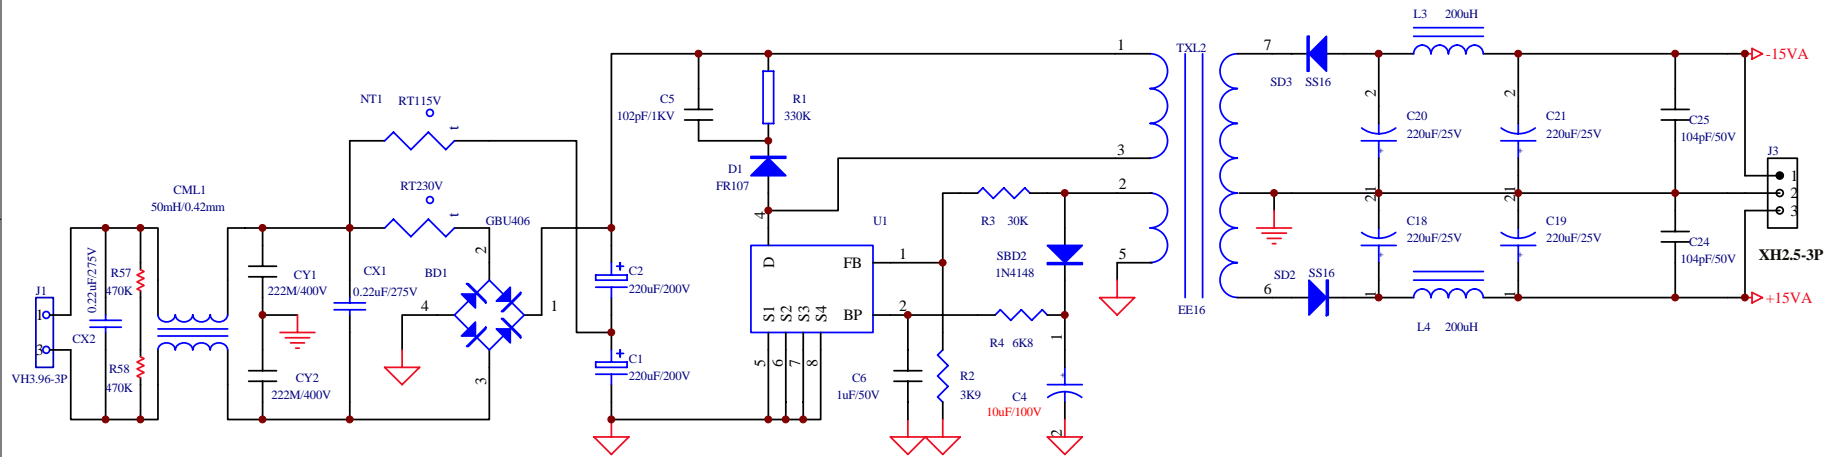 J1
1
3
VH3.96-3P
0.22uF/275V
CX2
R57
470K
R58
470K
CML1
50mH/0.42mm
CY1
222M/400V
CY2
222M/400V
CX1
0.22uF/275V
NT1
RT115V
t
RT230V
t
GBU406
BD1
2
4
1
3
C2
220uF/200V
C1
220uF/200V
C5
102pF/1KV
R1
330K
D1
FR107
4
U1
D
FB
BP
S1
S2
S3
S4
5
6
7
8
1
2
C6
1uF/50V
R2
3K9
R3 30K
SBD2
1N4148
R4 6K8
1
C4
10uF/100V
2
1
3
2
5
TXL2
EE16
7
6
SD3 SS16
SD2 SS16
L3 200uH
2
C20
220uF/25V
2
C21
220uF/25V
C25
104pF/50V
-15VA
J3
1
2
3
XH2.5-3P
21
21
C18
220uF/25V
C19
220uF/25V
C24
104pF/50V
1
1
L4 200uH
+15VA